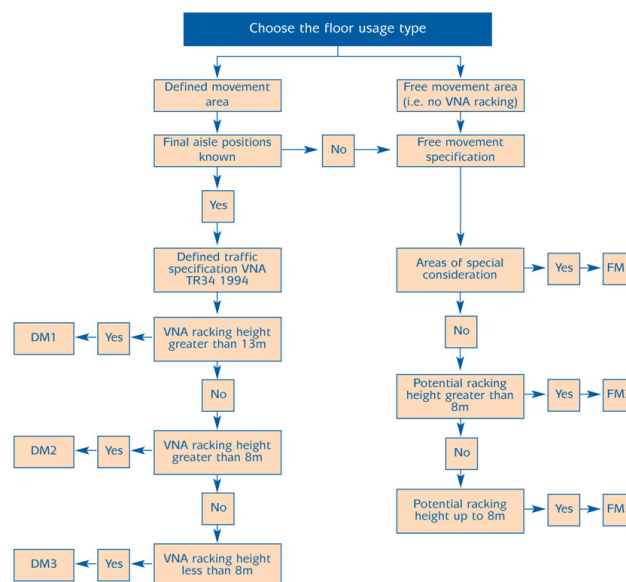 Choose the floor usage type
Defined movement
area
Free movement area
(i.e. no VNA racking)
Final aisle positions
known
No
Free movement
specification
Yes
Defined traffic
specification VNA
TR34 1994
Areas of special
consideration
Yes
FM
DM1
Yes
VNA racking height
greater than 13m
No
No
Potential racking
height greater than
8m
Yes
FM
DM2
Yes
VNA racking height
greater than 8m
No
No
Potential racking
height up to 8m
Yes
FM
DM3
Yes
VNA racking height
less than 8m